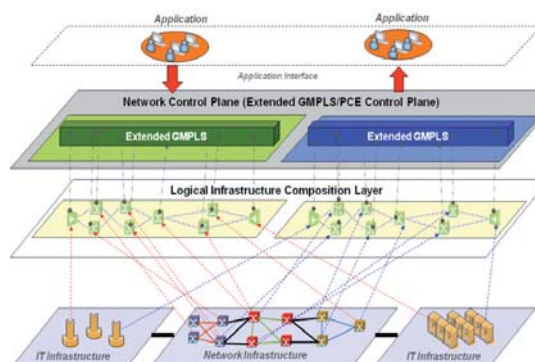 Application
Application
Application Interface
Network Control Plane (Extended GMPLS/PCE Control Plane)
Extended GMPLS
Extended GMPLS
Logical Infrastructure Composition Layer
IT Infrastructure
Network Infrastructure
IT Infrastructure